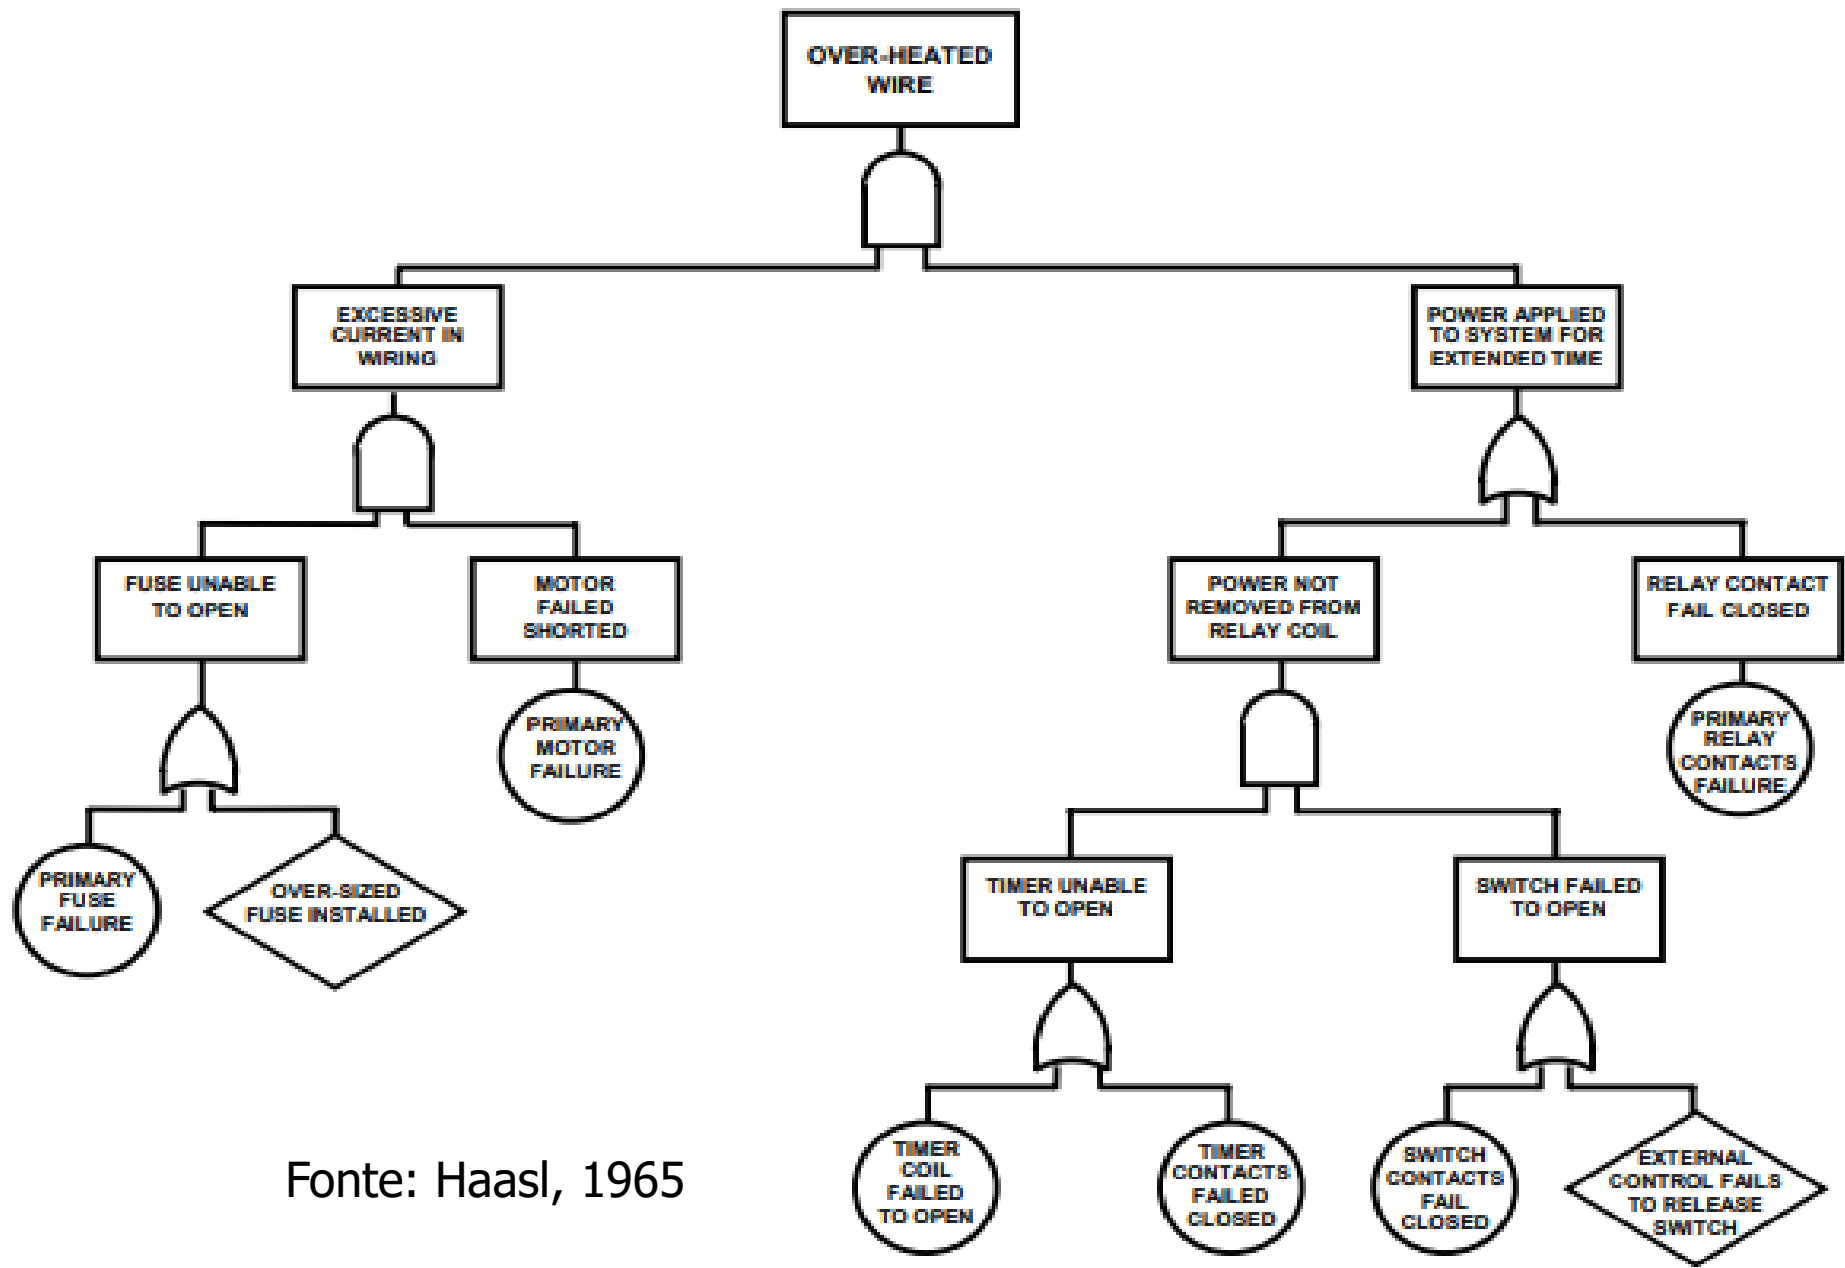 OVER-HEATED
WIRE
EXCESSIVE
CURRENT IN
WIRING
POWER APPLIED
TO SYSTEM FOR
EXTENDED TIME
FUSE UNABLE
TO OPEN
MOTOR
FAILED
SHORTED
POWER NOT
REMOVED FROM
RELAY COIL
RELAY CONTACT
FAIL CLOSED
PRIMARY
MOTOR
FAILURE
PRIMARY
RELAY
CONTACTS
FAILURE
PRIMARY
FUSE
FAILURE
OVER-SIZED
FUSE INSTALLED
TIMER UNABLE
TO OPEN
SWITCH FAILED
TO OPEN
TIMER
COIL
FAILED
TO OPEN
TIMER
CONTACTS
FAILED
CLOSED
SWITCH
CONTACTS
FAIL
CLOSED
EXTERNAL
CONTROL FAILS
TO RELEASE
SWITCH
Fonte: Haasl, 1965